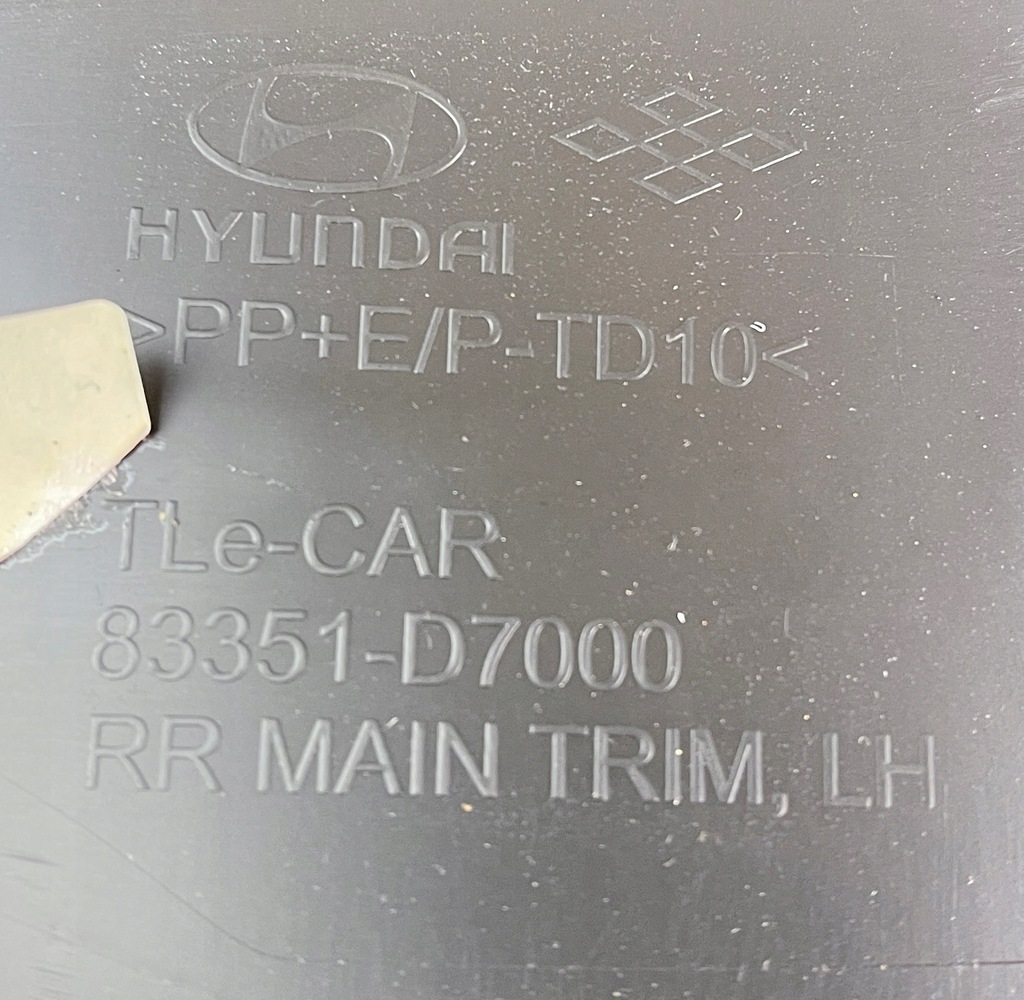 HYUNDAI
>PP+E/P-TD10<
TLe-CAR
83351-D7000
RR MAIN TRIM, LH